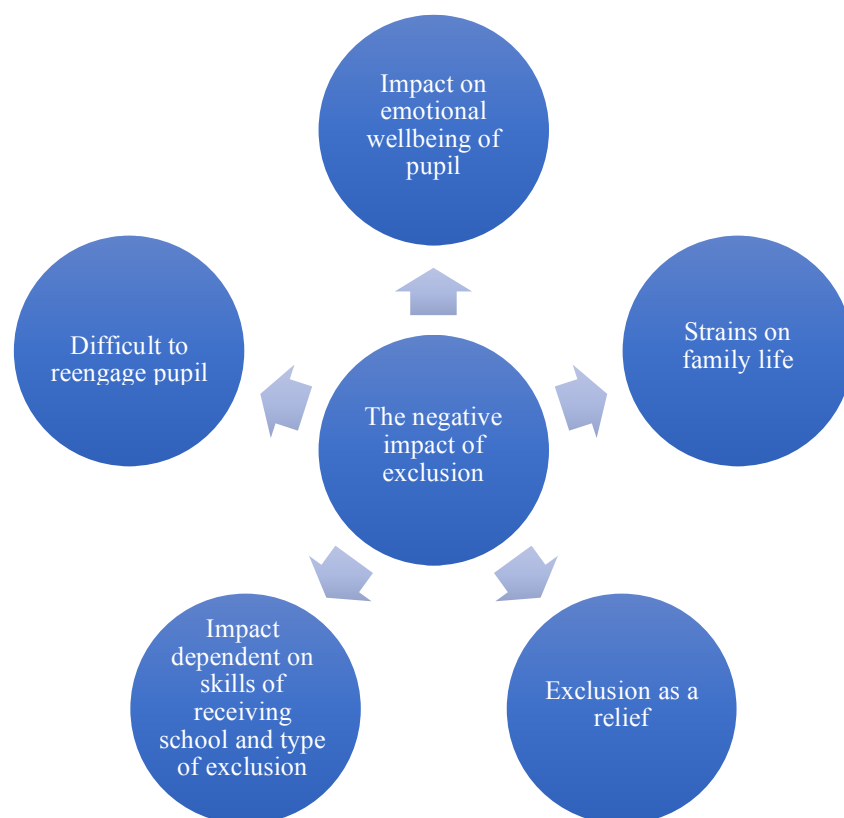 Impact on
emotional
wellbeing of
pupil
Difficult to
reengage pupil
Strains on
family life
The negative
impact of
exclusion
Impact
dependent on
skills of
receiving
school and type
of exclusion
Exclusion as a
relief